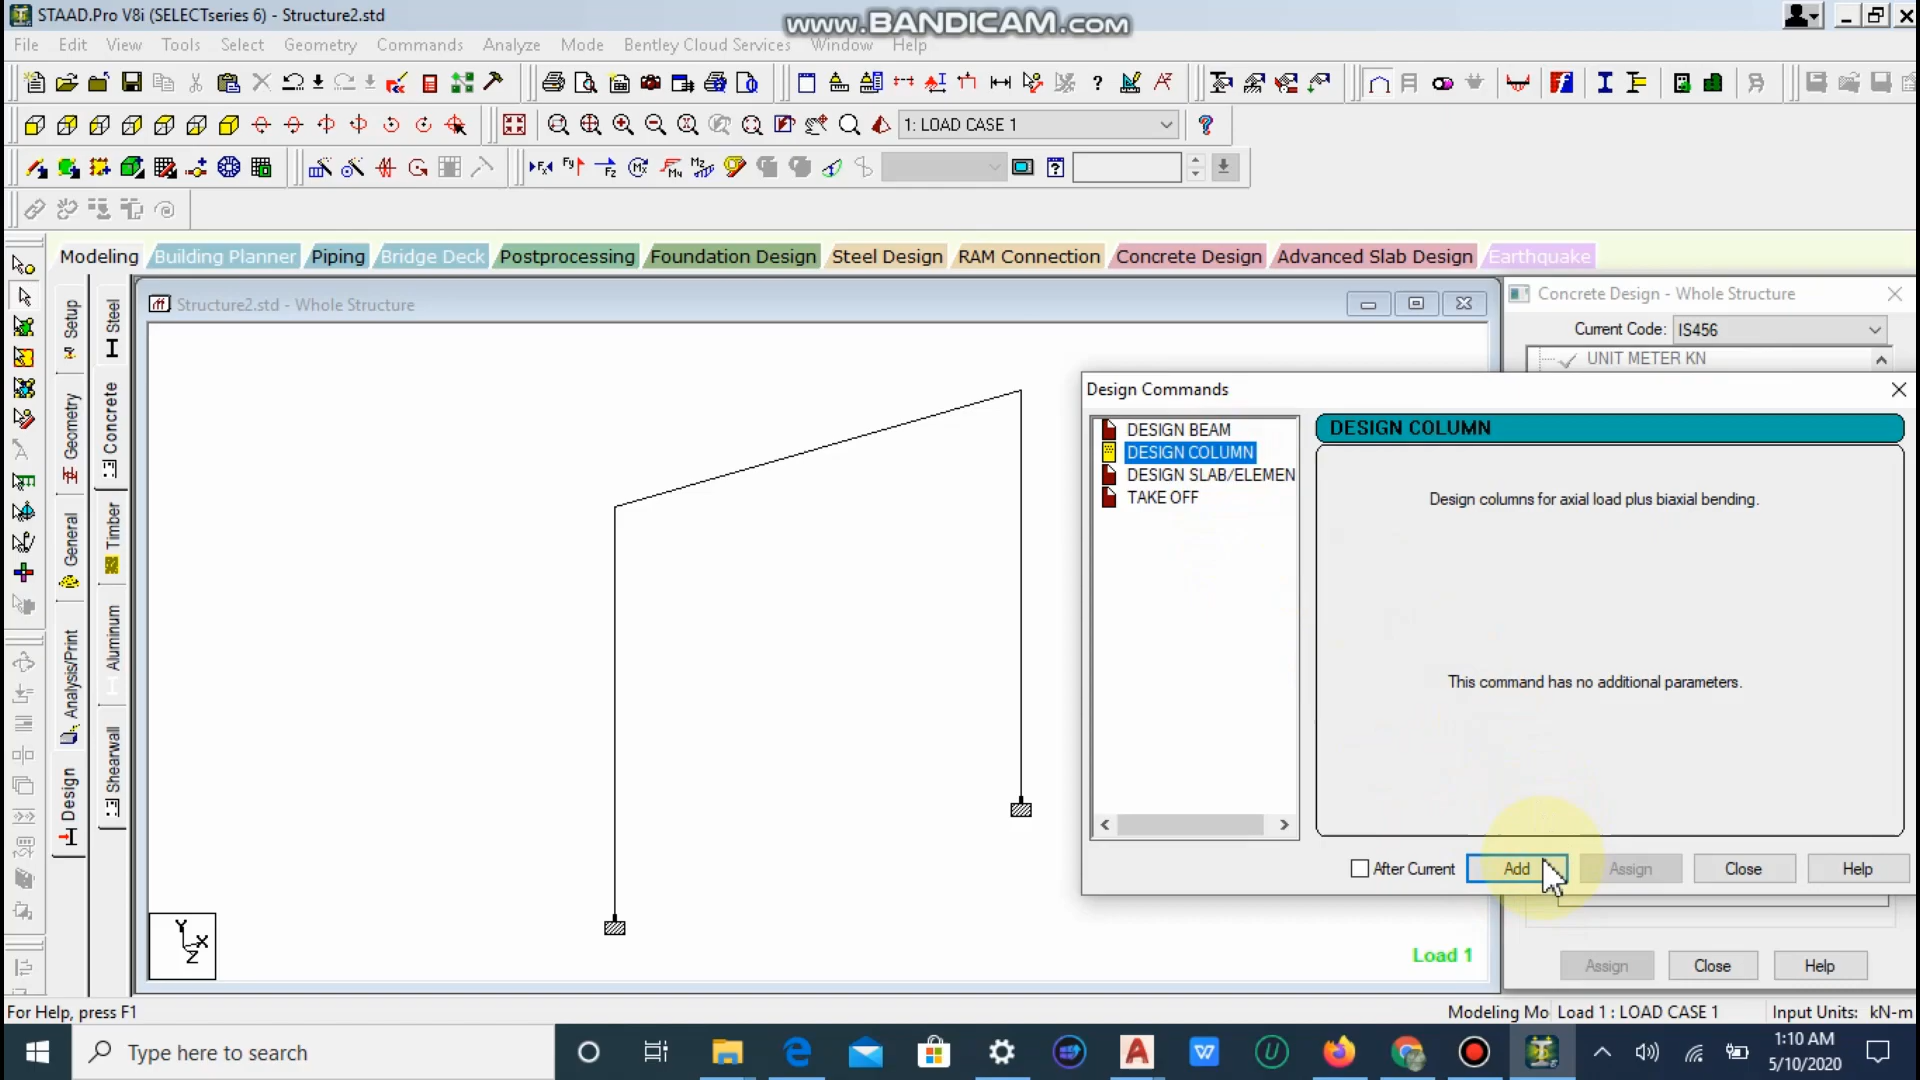 STAAD.Pro V8i (SELECTseries 6) - Structure2.std
www.BANDICAM.com
File Edit View Tools Select Geometry Commands Analyze Mode Bentley Cloud Services Window Help
1: LOAD CASE 1
Modeling Building Planner Piping Bridge Deck Postprocessing Foundation Design Steel Design RAM Connection Concrete Design Advanced Slab Design Earthquake
Setup
Geometry
General
Analysis/Print
Design
Steel
Concrete
Timber
Aluminum
Shearwall
Structure2.std - Whole Structure
Concrete Design - Whole Structure
Current Code: IS456
UNIT METER KN
Design Commands
DESIGN BEAM
DESIGN COLUMN
DESIGN SLAB/ELEMEN
TAKE OFF
DESIGN COLUMN
Design columns for axial load plus biaxial bending.
This command has no additional parameters.
After Current Add Assign Close Help
Y
X
Z
Load 1
Assign Close Help
For Help, press F1
Modeling Mo Load 1 : LOAD CASE 1 Input Units: kN-m
Type here to search
1:10 AM
5/10/2020